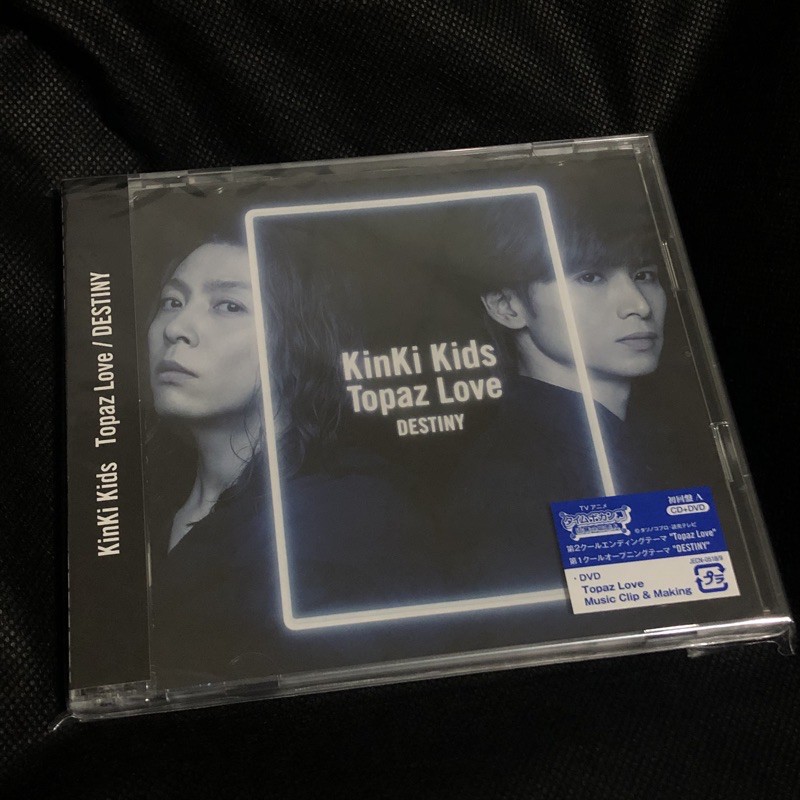 KinKi Kids Topaz Love / DESTINY
KinKi Kids
Topaz Love
DESTINY
TVアニメ
初回盤 A
CD+DVD
第2クールエンディングテーマ "Topaz Love"
第1クールオープニングテーマ "DESTINY"
・DVD
Topaz Love
Music Clip & Making
プラ